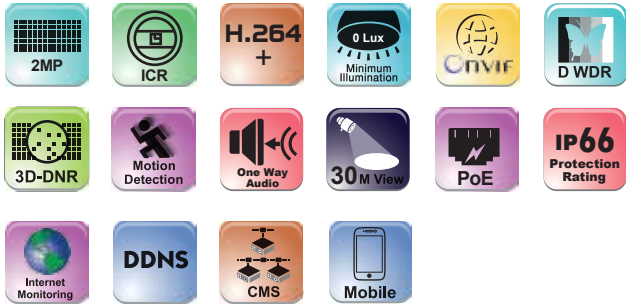 2MP
ICR
H.264
+
0 Lux
Minimum
Illumination
ONVIF
D WDR
3D-DNR
Motion
Detection
One Way
Audio
30M View
PoE
IP66
Protection
Rating
Internet
Monitoring
DDNS
CMS
Mobile